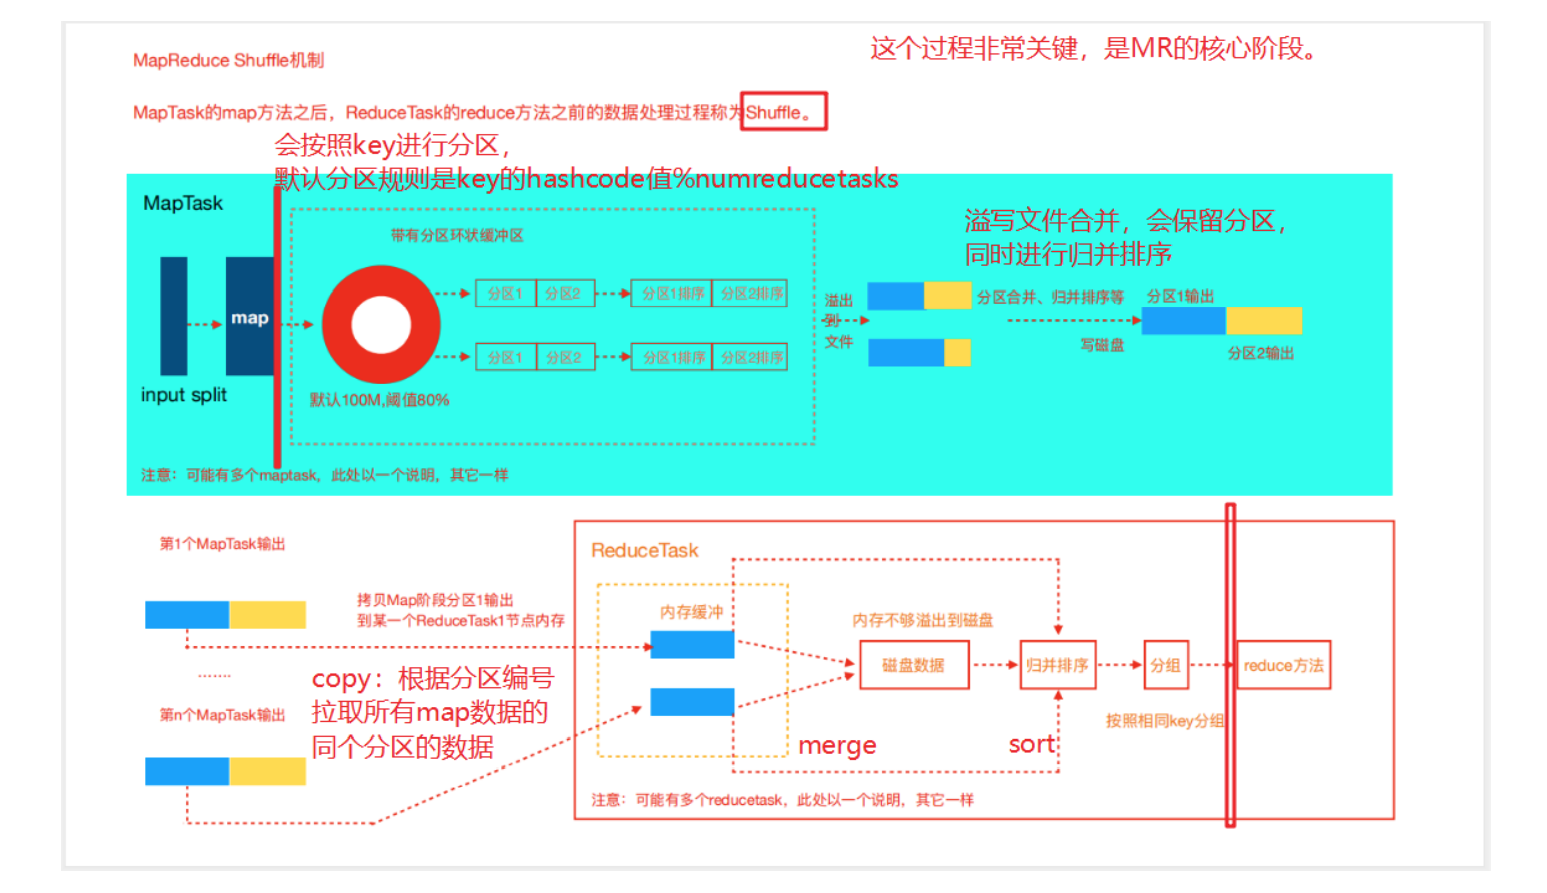 这个过程非常关键，是MR的核心阶段。
MapReduce Shuffle机制
MapTask的map方法之后，ReduceTask的reduce方法之前的数据处理过程称为Shuffle。
会按照key进行分区，
默认分区规则是key的hashcode值%numreducetasks
MapTask
带有分区环状缓冲区
溢写文件合并，会保留分区，
同时进行归并排序
map
input split
分区1
分区2
分区1排序
分区2排序
分区1
分区2
分区1排序
分区2排序
默认100M,阈值80%
溢出
到
文件
分区合并、归并排序等
写磁盘
分区1输出
分区2输出
注意：可能有多个maptask，此处以一个说明，其它一样
第1个MapTask输出
拷贝Map阶段分区1输出
到某一个ReduceTask1节点内存
.......
copy：根据分区编号
拉取所有map数据的
同个分区的数据
第n个MapTask输出
ReduceTask
内存缓冲
内存不够溢出到磁盘
磁盘数据
归并排序
分组
reduce方法
按照相同key分组
merge
sort
注意：可能有多个reducetask，此处以一个说明，其它一样